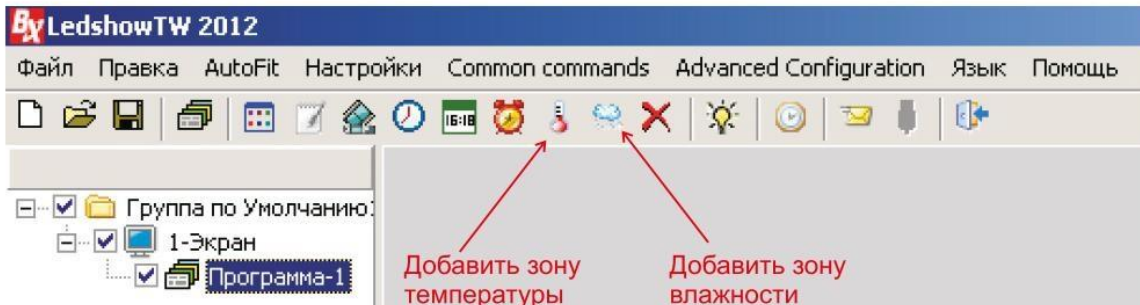 BX LedshowTW 2012
Файл Правка AutoFit Настройки Common commands Advanced Configuration Язык Помощь
16:18
Группа по Умолчанию
1-Экран
Программа-1
Добавить зону
температуры
Добавить зону
влажности